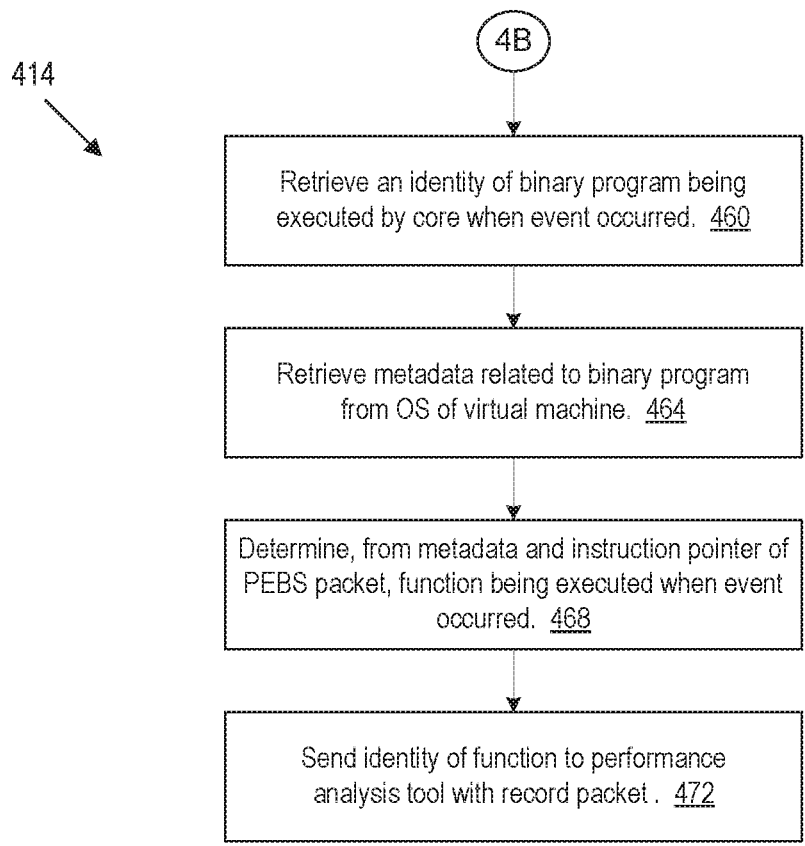 4B
414
Retrieve an identity of binary program being
executed by core when event occurred. 460
Retrieve metadata related to binary program
from OS of virtual machine. 464
Determine, from metadata and instruction pointer of
PEBS packet, function being executed when event
occurred. 468
Send identity of function to performance
analysis tool with record packet . 472